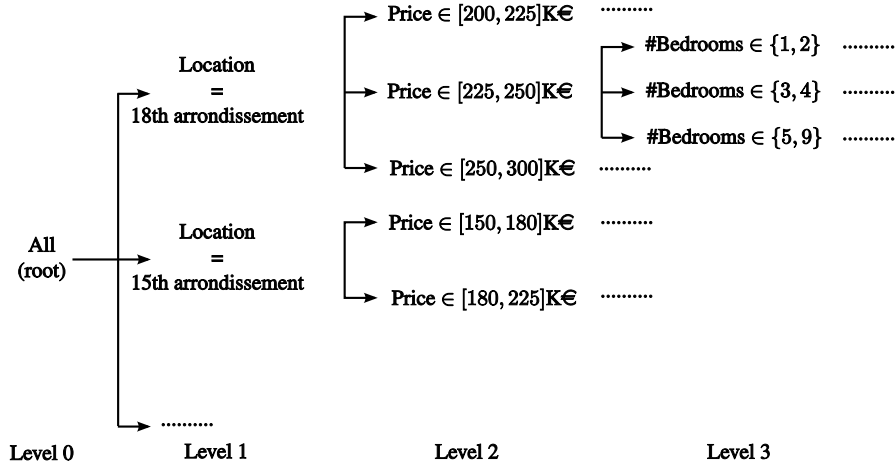 Price ∈ [200, 225]K€ ..........
#Bedrooms ∈ {1, 2} ..........
Location
=
18th arrondissement
Price ∈ [225, 250]K€
#Bedrooms ∈ {3, 4} ..........
#Bedrooms ∈ {5, 9} ..........
Price ∈ [250, 300]K€ ..........
All
(root)
Location
=
15th arrondissement
Price ∈ [150, 180]K€ ..........
Price ∈ [180, 225]K€ ..........
..........
Level 0 Level 1 Level 2 Level 3